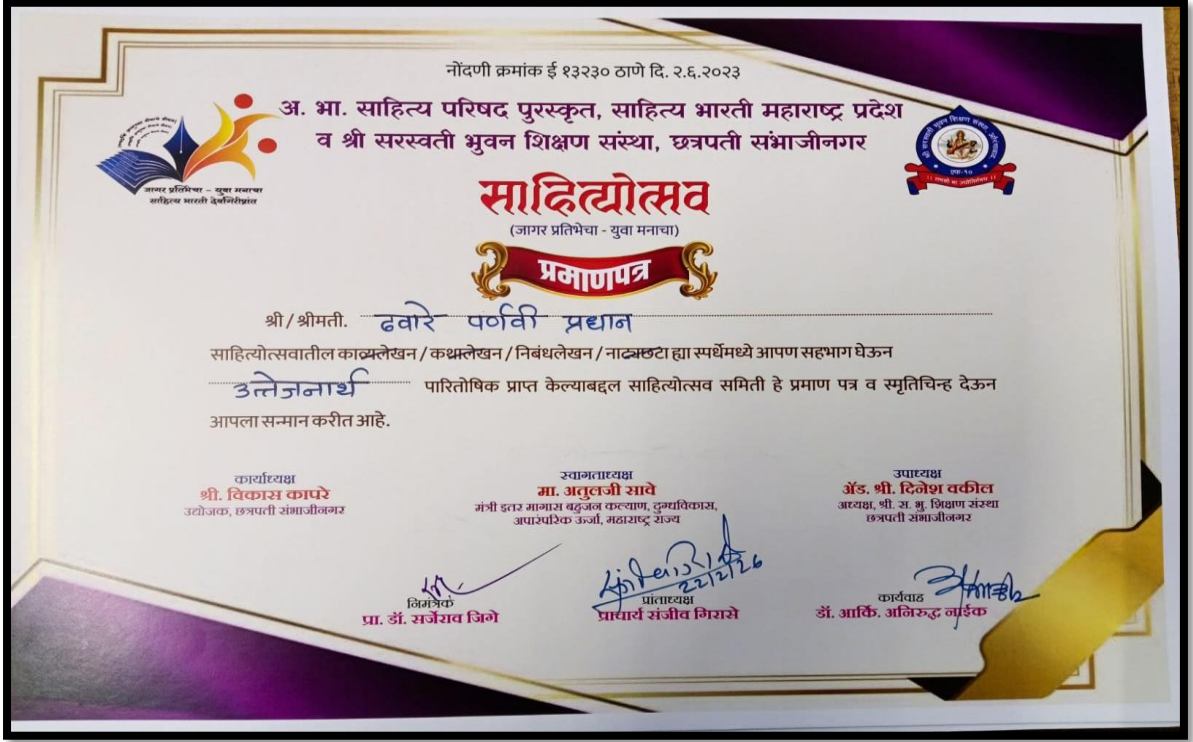 नोंदणी क्रमांक ई १३२३० ठाणे दि. २.६.२०२३
अ. भा. साहित्य परिषद पुरस्कृत, साहित्य भारती महाराष्ट्र प्रदेश
व श्री सरस्वती भुवन शिक्षण संस्था, छत्रपती संभाजीनगर
जागर प्रतिभेचा - युवा मनाचा
साहित्य भारती देवगिरीप्रांत
एफ-१०
साहित्योत्सव
(जागर प्रतिभेचा - युवा मनाचा)
प्रमाणपत्र
श्री/श्रीमती. ढवारे पर्णवी प्रधान
साहित्योत्सवातील काव्यलेखन/कथालेखन/निबंधलेखन/नाट्यछटा ह्या स्पर्धेमध्ये आपण सहभाग घेऊन
उत्तेजनार्थ पारितोषिक प्राप्त केल्याबद्दल साहित्योत्सव समिती हे प्रमाण पत्र व स्मृतिचिन्ह देऊन
आपला सन्मान करीत आहे.
कार्याध्यक्ष
श्री. विकास कापरे
उद्योजक, छत्रपती संभाजीनगर
स्वागताध्यक्ष
मा. अतुलजी सावे
मंत्री इतर मागास बहुजन कल्याण, दुग्धविकास,
अपारंपरिक ऊर्जा, महाराष्ट्र राज्य
उपाध्यक्ष
अ‍ॅड. श्री. दिनेश वकील
अध्यक्ष, श्री. स. भु. शिक्षण संस्था
छत्रपती संभाजीनगर
निमंत्रक
प्रा. डॉ. सर्जेराव जिगे
22/2/26
प्रांताध्यक्ष
प्राचार्य संजीव गिरासे
कार्यवाह
डॉ. आर्कि. अनिरुद्ध नाईक